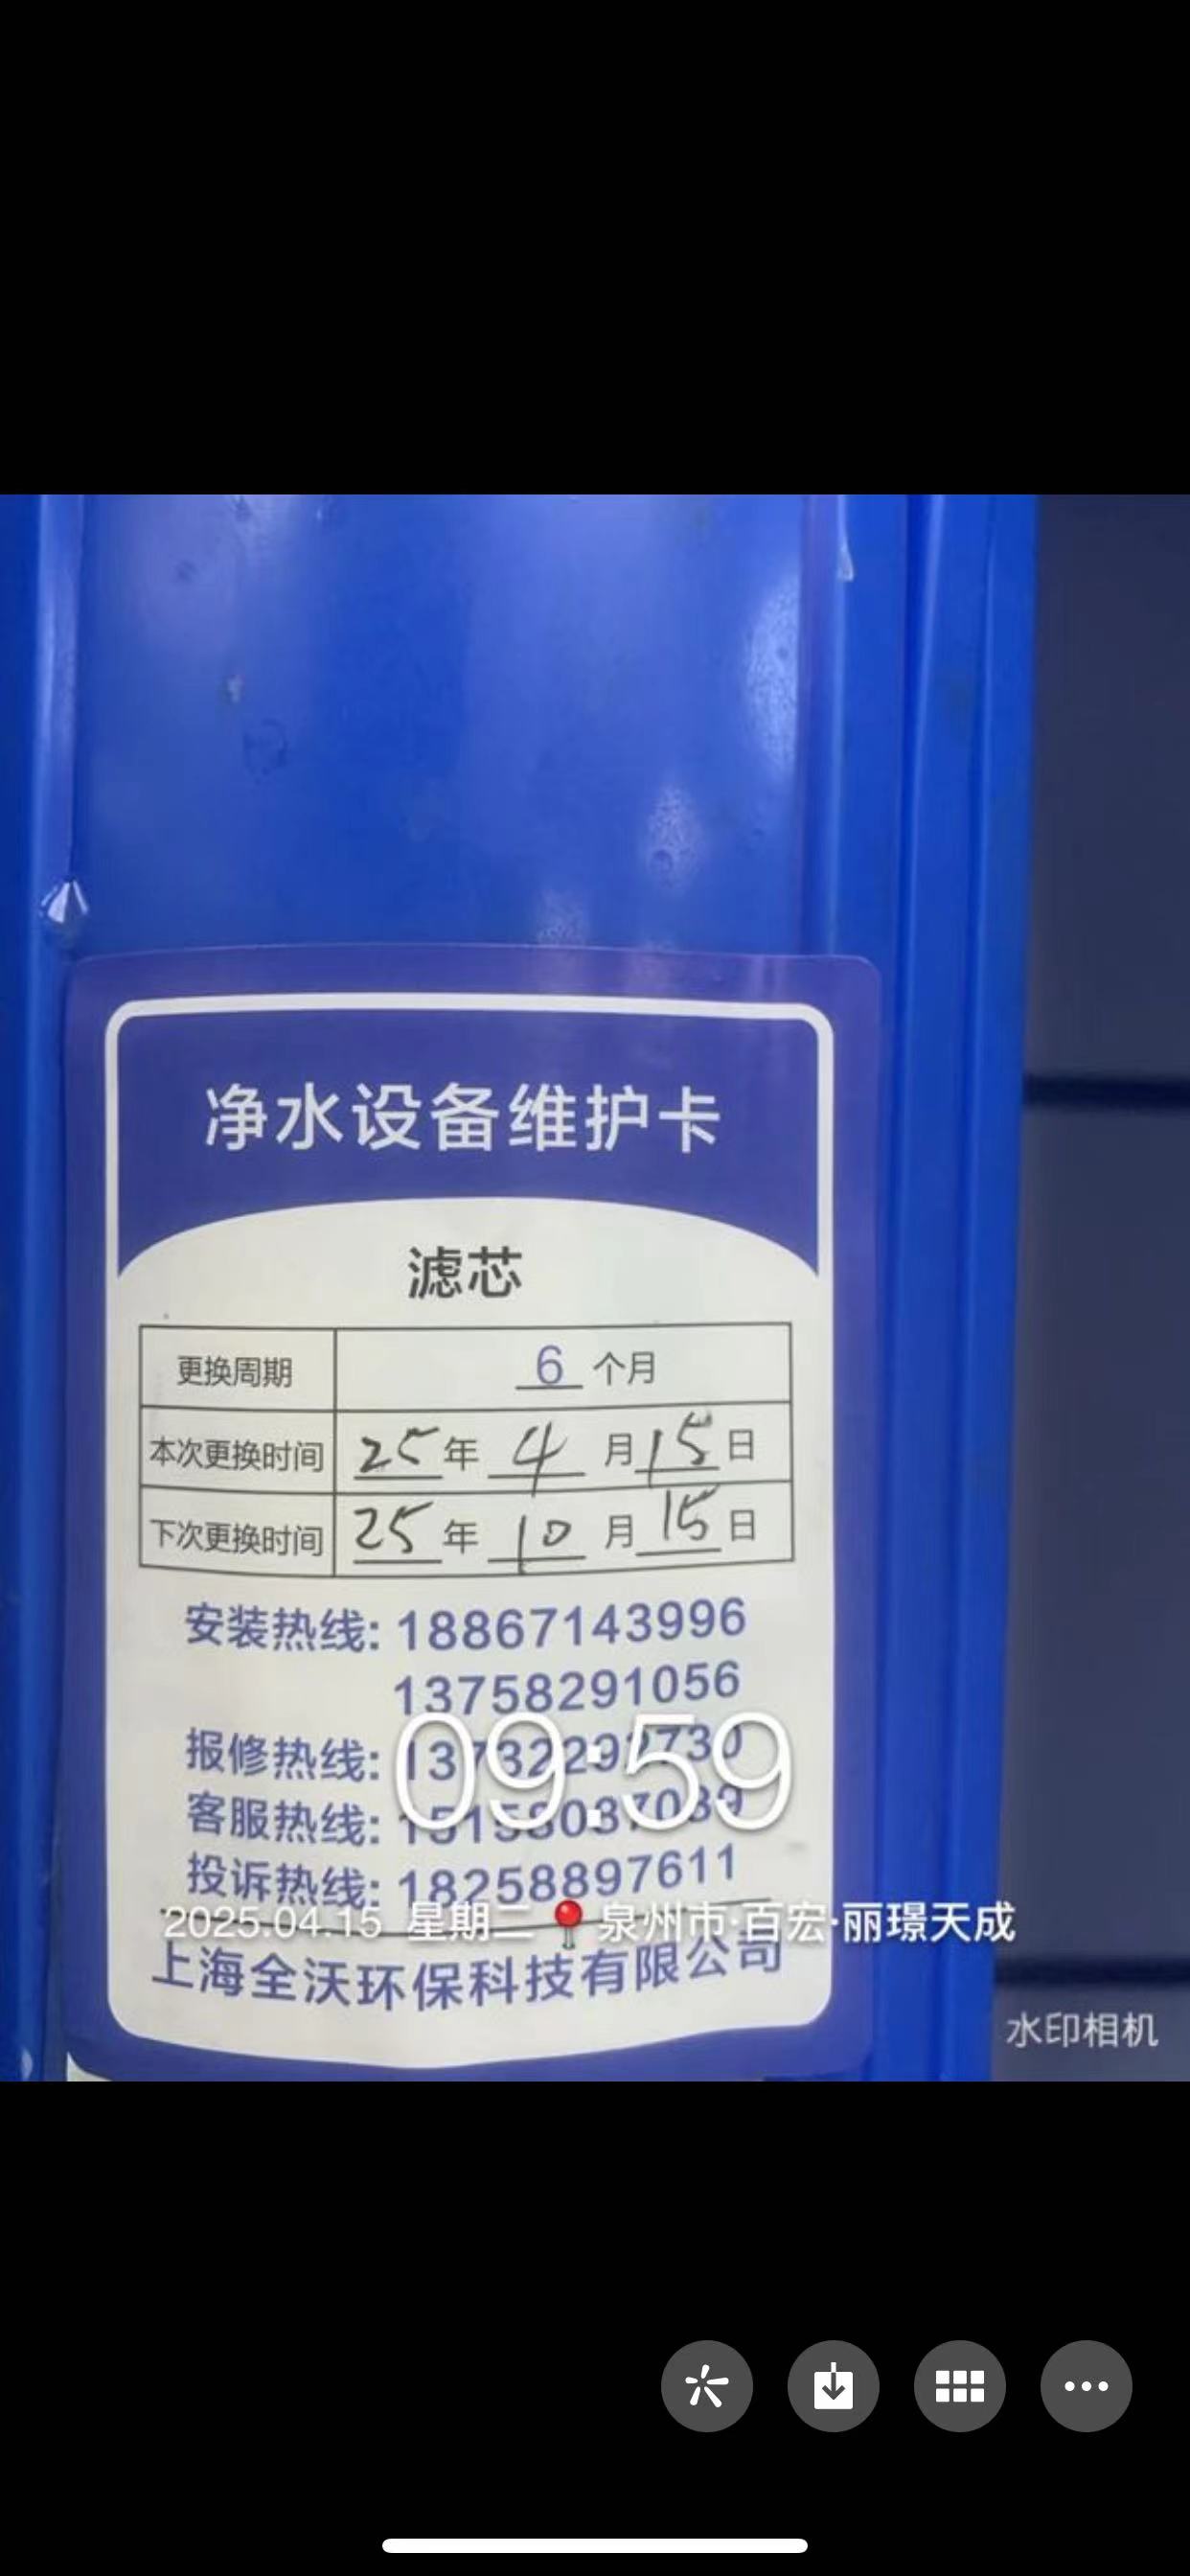 净水设备维护卡
滤芯
更换周期 6 个月
本次更换时间 25 年 4 月 15 日
下次更换时间 25 年 10 月 15 日
安装热线: 18867143996
13758291056
报修热线:
09:59
客服热线:
投诉热线: 18258897611
2025.04.15 星期二 泉州市·百宏·丽璟天成
上海全沃环保科技有限公司
水印相机